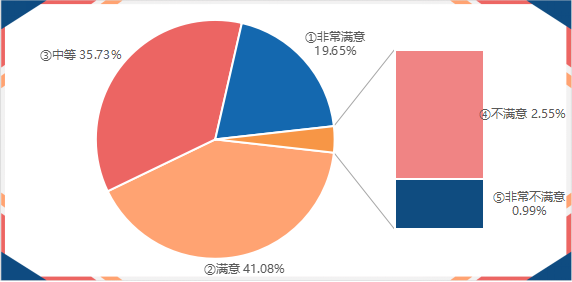 ①非常满意
19.65%
③中等 35.73%
④不满意 2.55%
⑤非常不满意
0.99%
②满意 41.08%